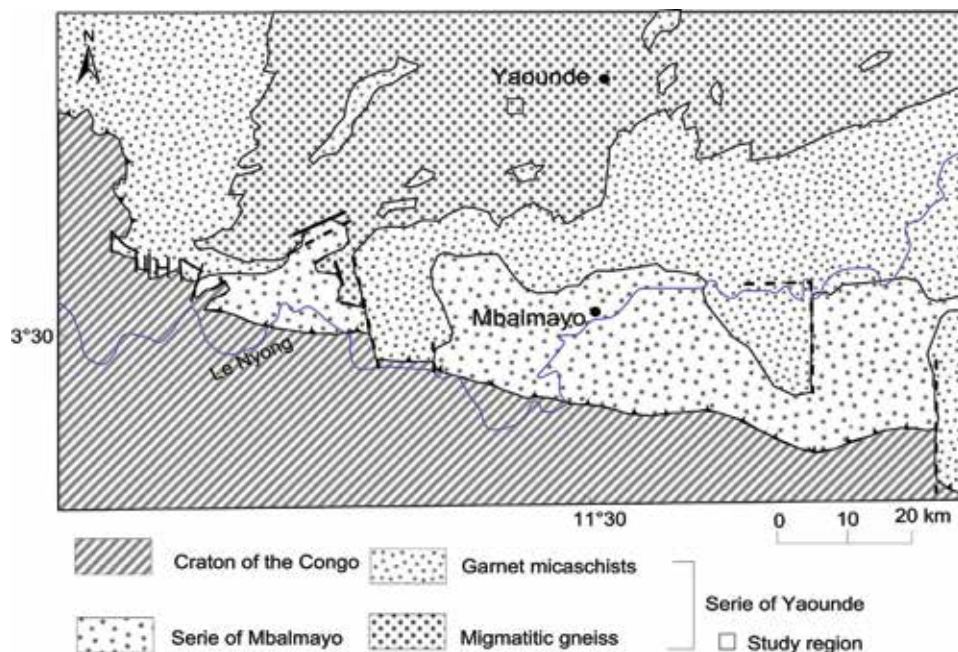 N
Yaounde
Mbalmayo
3°30
Le Nyong
11°30
0 10 20 km
Craton of the Congo
Garnet micaschists
Serie of Yaounde
Serie of Mbalmayo
Migmatitic gneiss
Study region